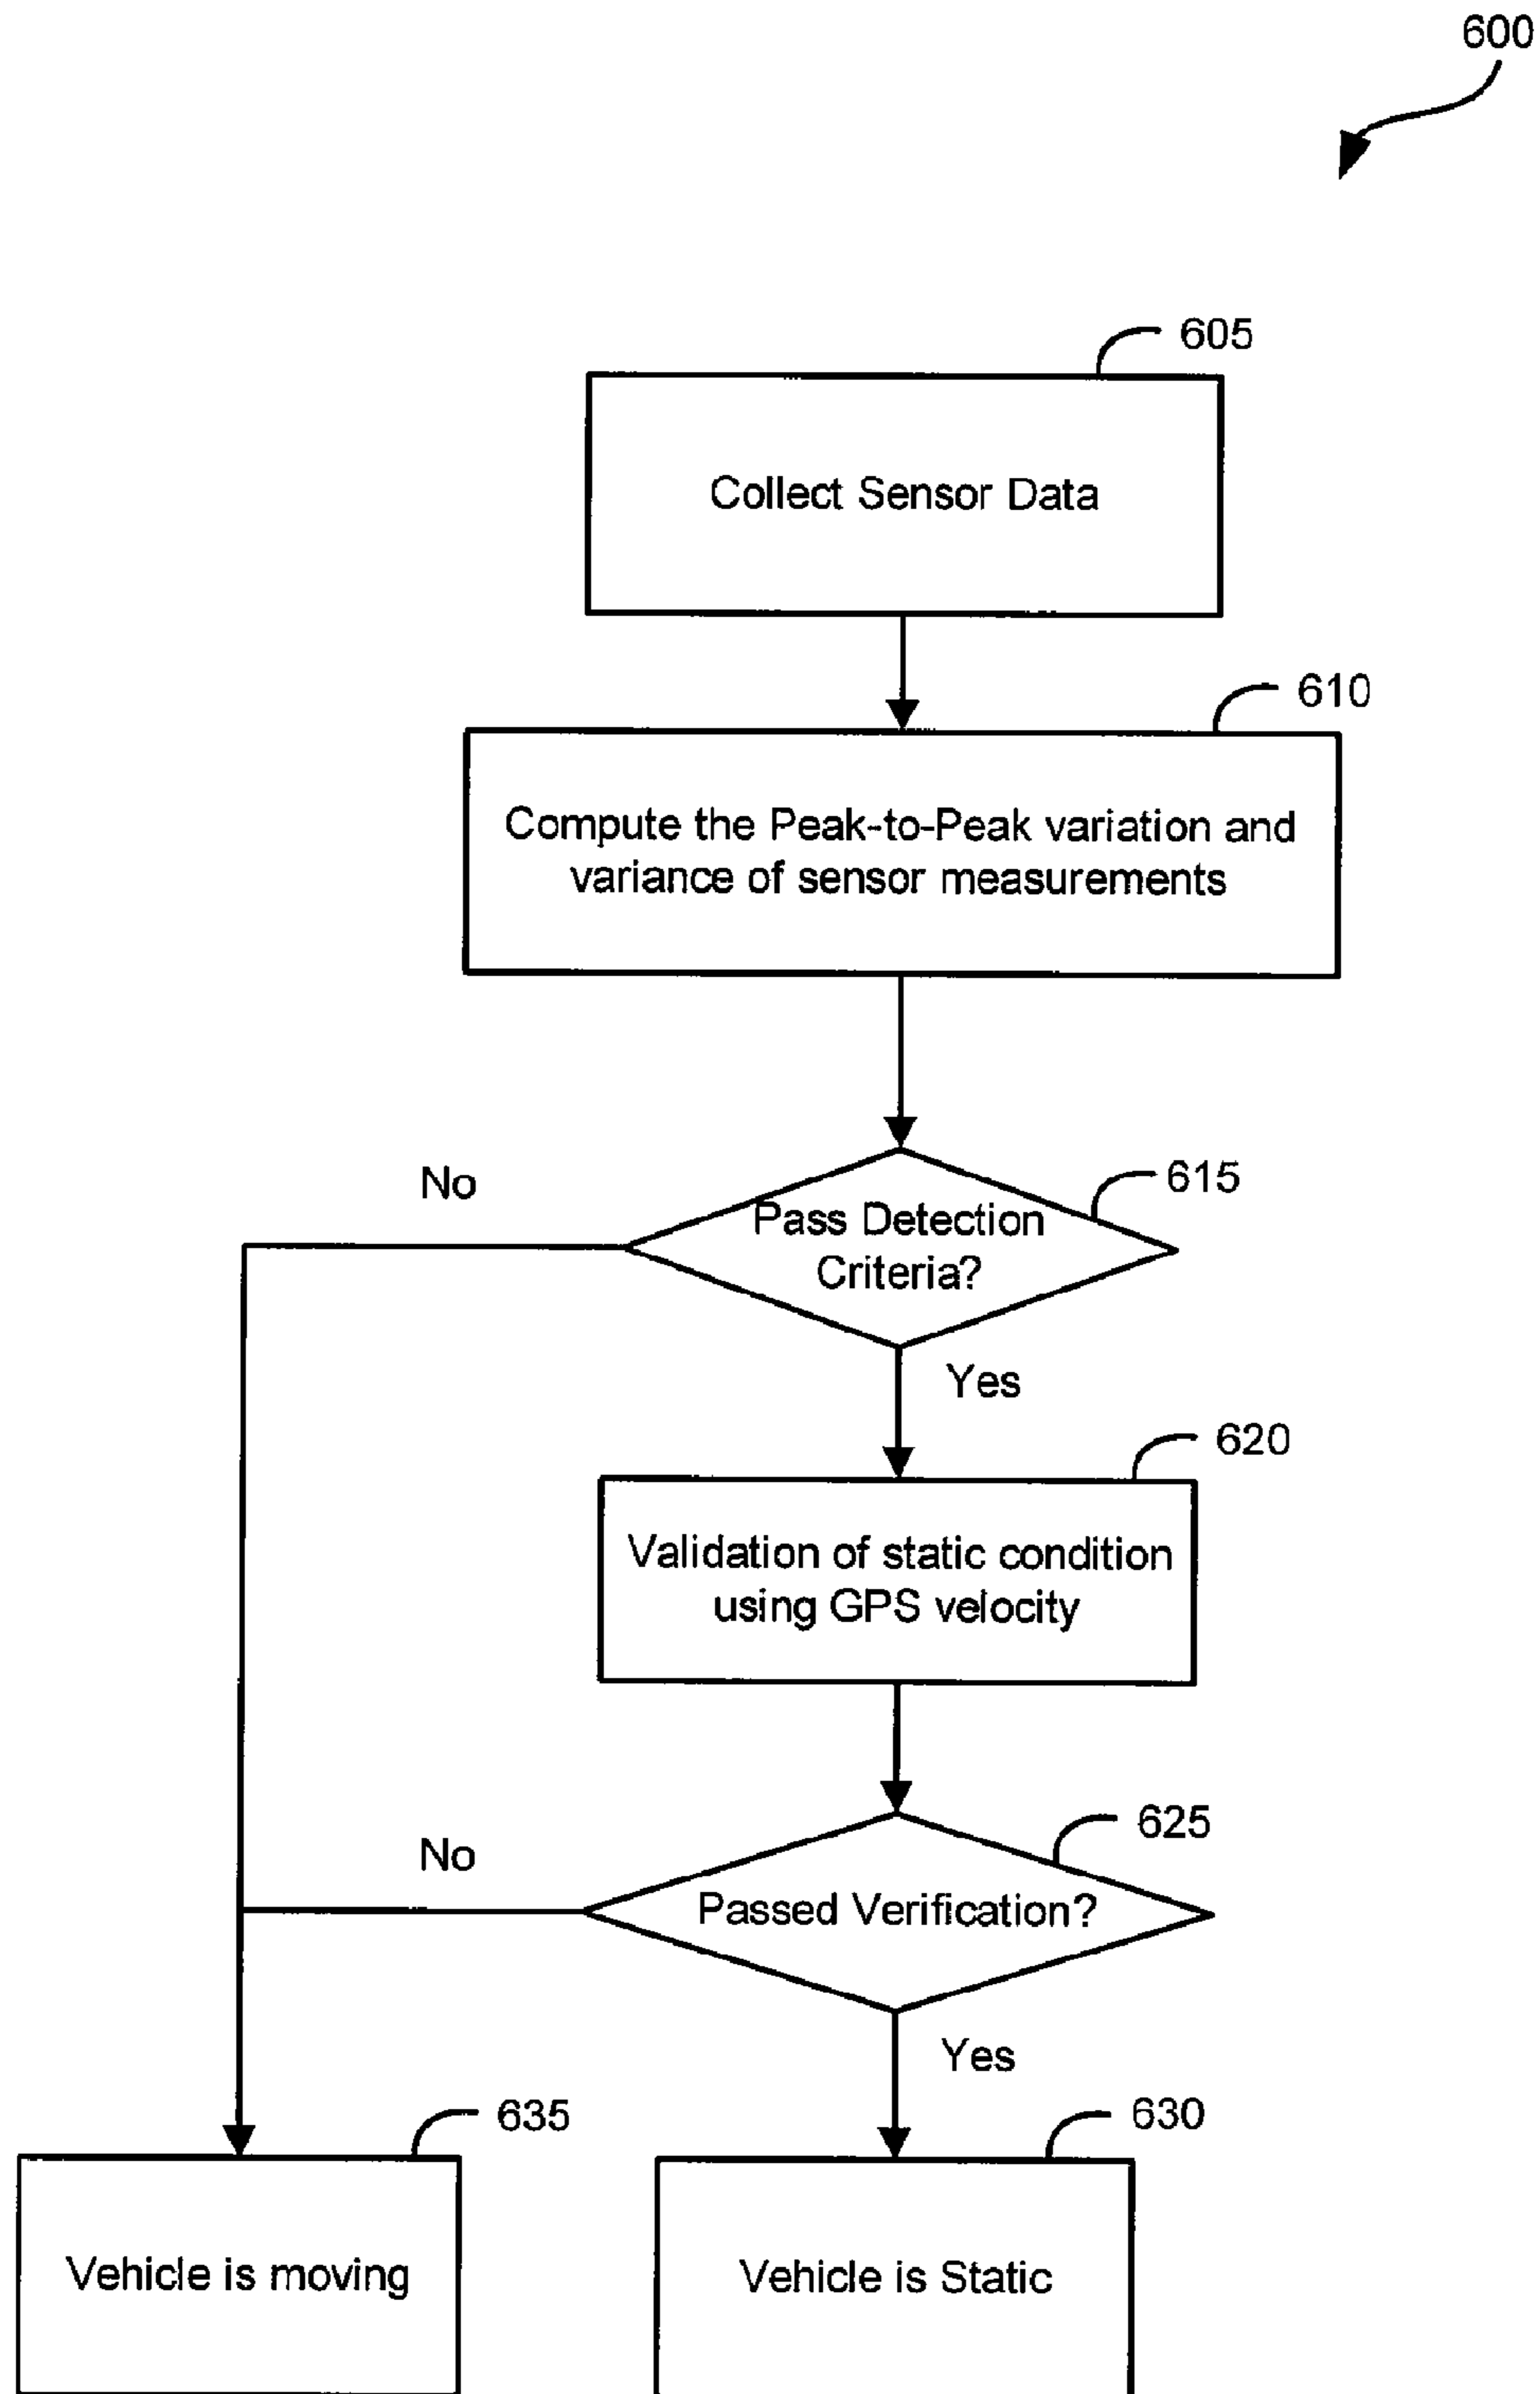 600
605
Collect Sensor Data
610
Compute the Peak-to-Peak variation and
variance of sensor measurements
No
615
Pass Detection
Criteria?
Yes
620
Validation of static condition
using GPS velocity
625
No
Passed Verification?
Yes
635
630
Vehicle is moving
Vehicle is Static